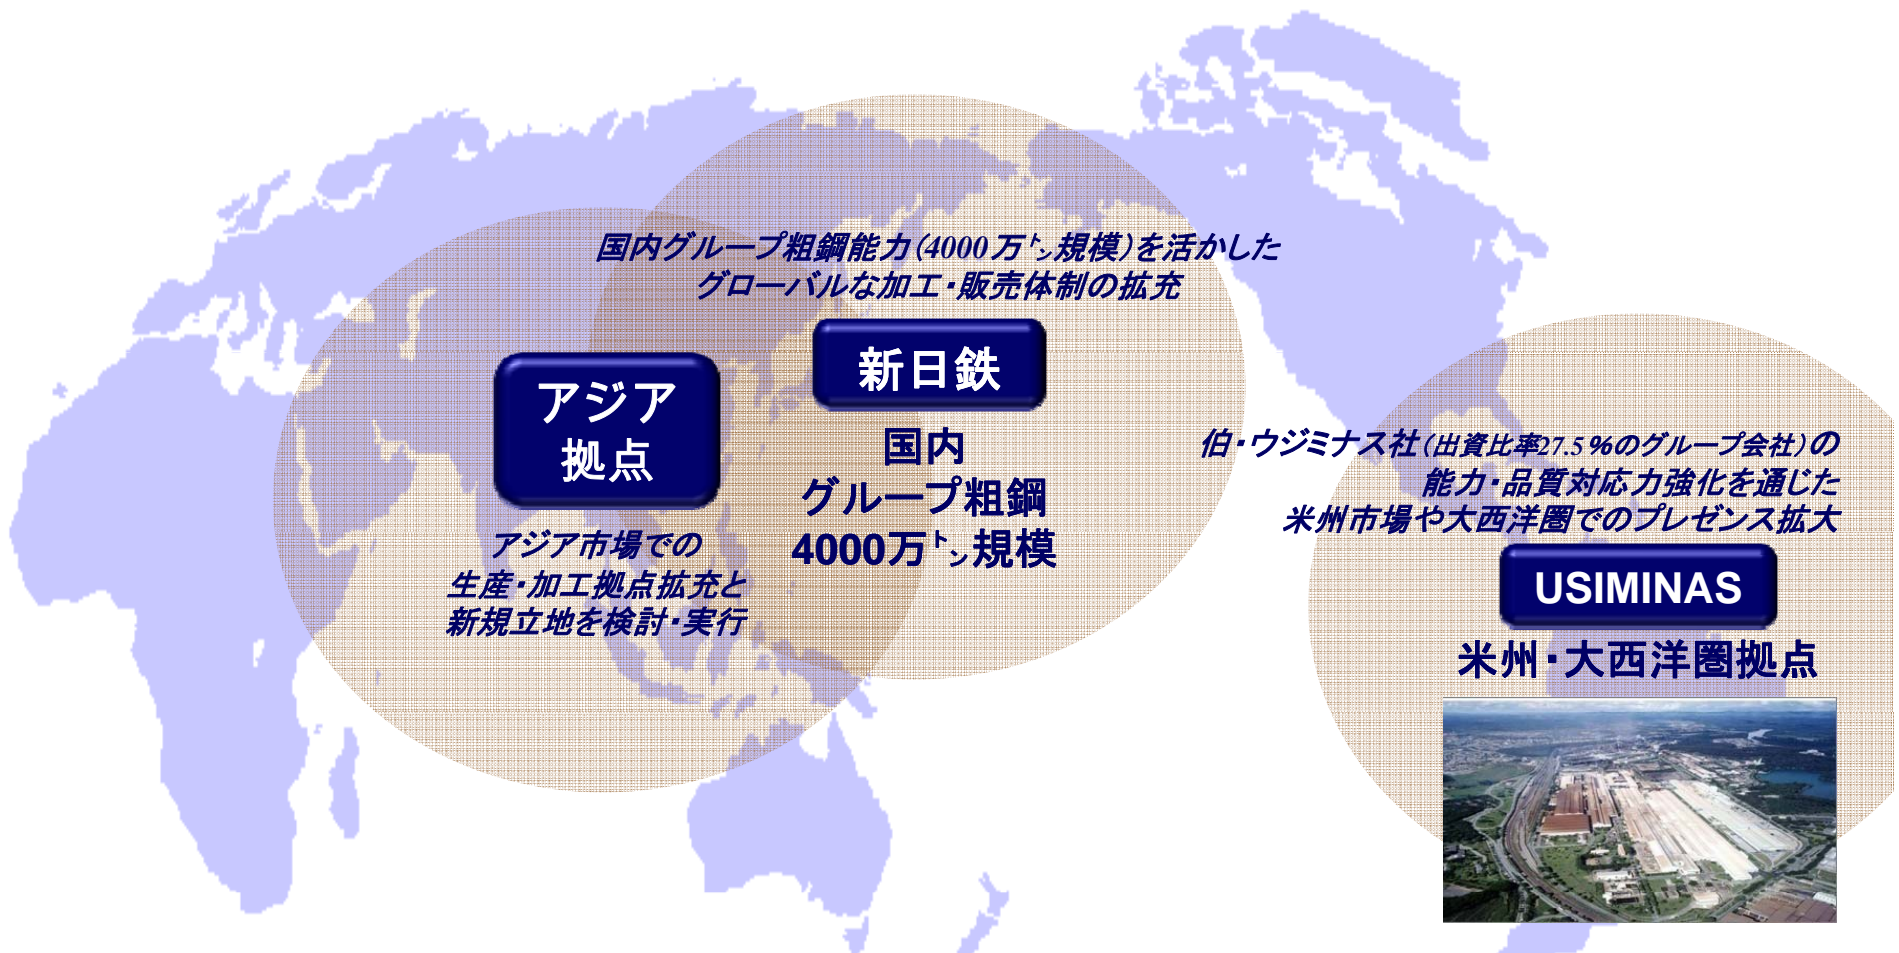 国内グループ粗鋼能力（4000万㌧規模）を活かした
グローバルな加工・販売体制の拡充
新日鉄
国内
グループ粗鋼
4000万㌧規模
アジア
拠点
アジア市場での
生産・加工拠点拡充と
新規立地を検討・実行
伯・ウジミナス社（出資比率27.5％のグループ会社）の
能力・品質対応力強化を通じた
米州市場や大西洋圏でのプレゼンス拡大
USIMINAS
米州・大西洋圏拠点